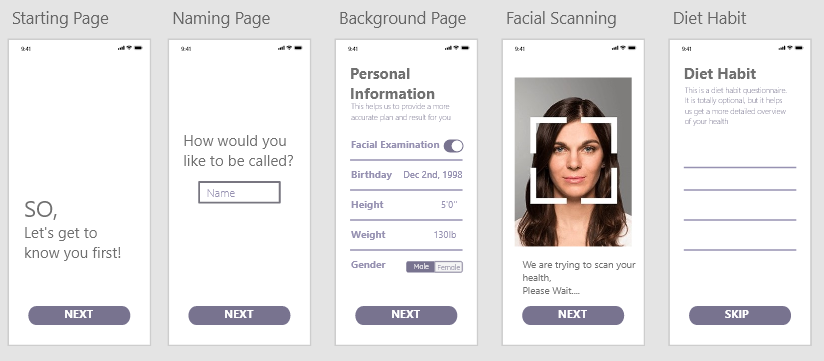 Starting Page
9:41
SO,
Let's get to
know you first!
NEXT
Naming Page
9:41
How would you
like to be called?
Name
NEXT
Background Page
9:41
Personal
Information
This helps us to provide a more
accurate plan and result for you
Facial Examination
Birthday Dec 2nd, 1998
Height 5'0"
Weight 130lb
Gender Male Female
NEXT
Facial Scanning
9:41
We are trying to scan your
health,
Please Wait....
NEXT
Diet Habit
9:41
Diet Habit
This is a diet habit questionnaire.
It is totally optional, but it helps
us get a more detailed overview
of your health
SKIP